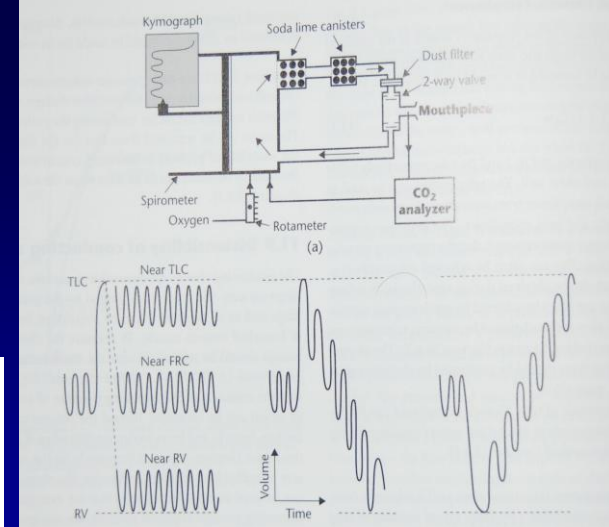 Kymograph
Soda lime canisters
Dust filter
2-way valve
Mouthpiece
Spirometer
Oxygen
Rotameter
CO2
analyzer
(a)
TLC
Near TLC
Near FRC
Near RV
RV
Volume
Time